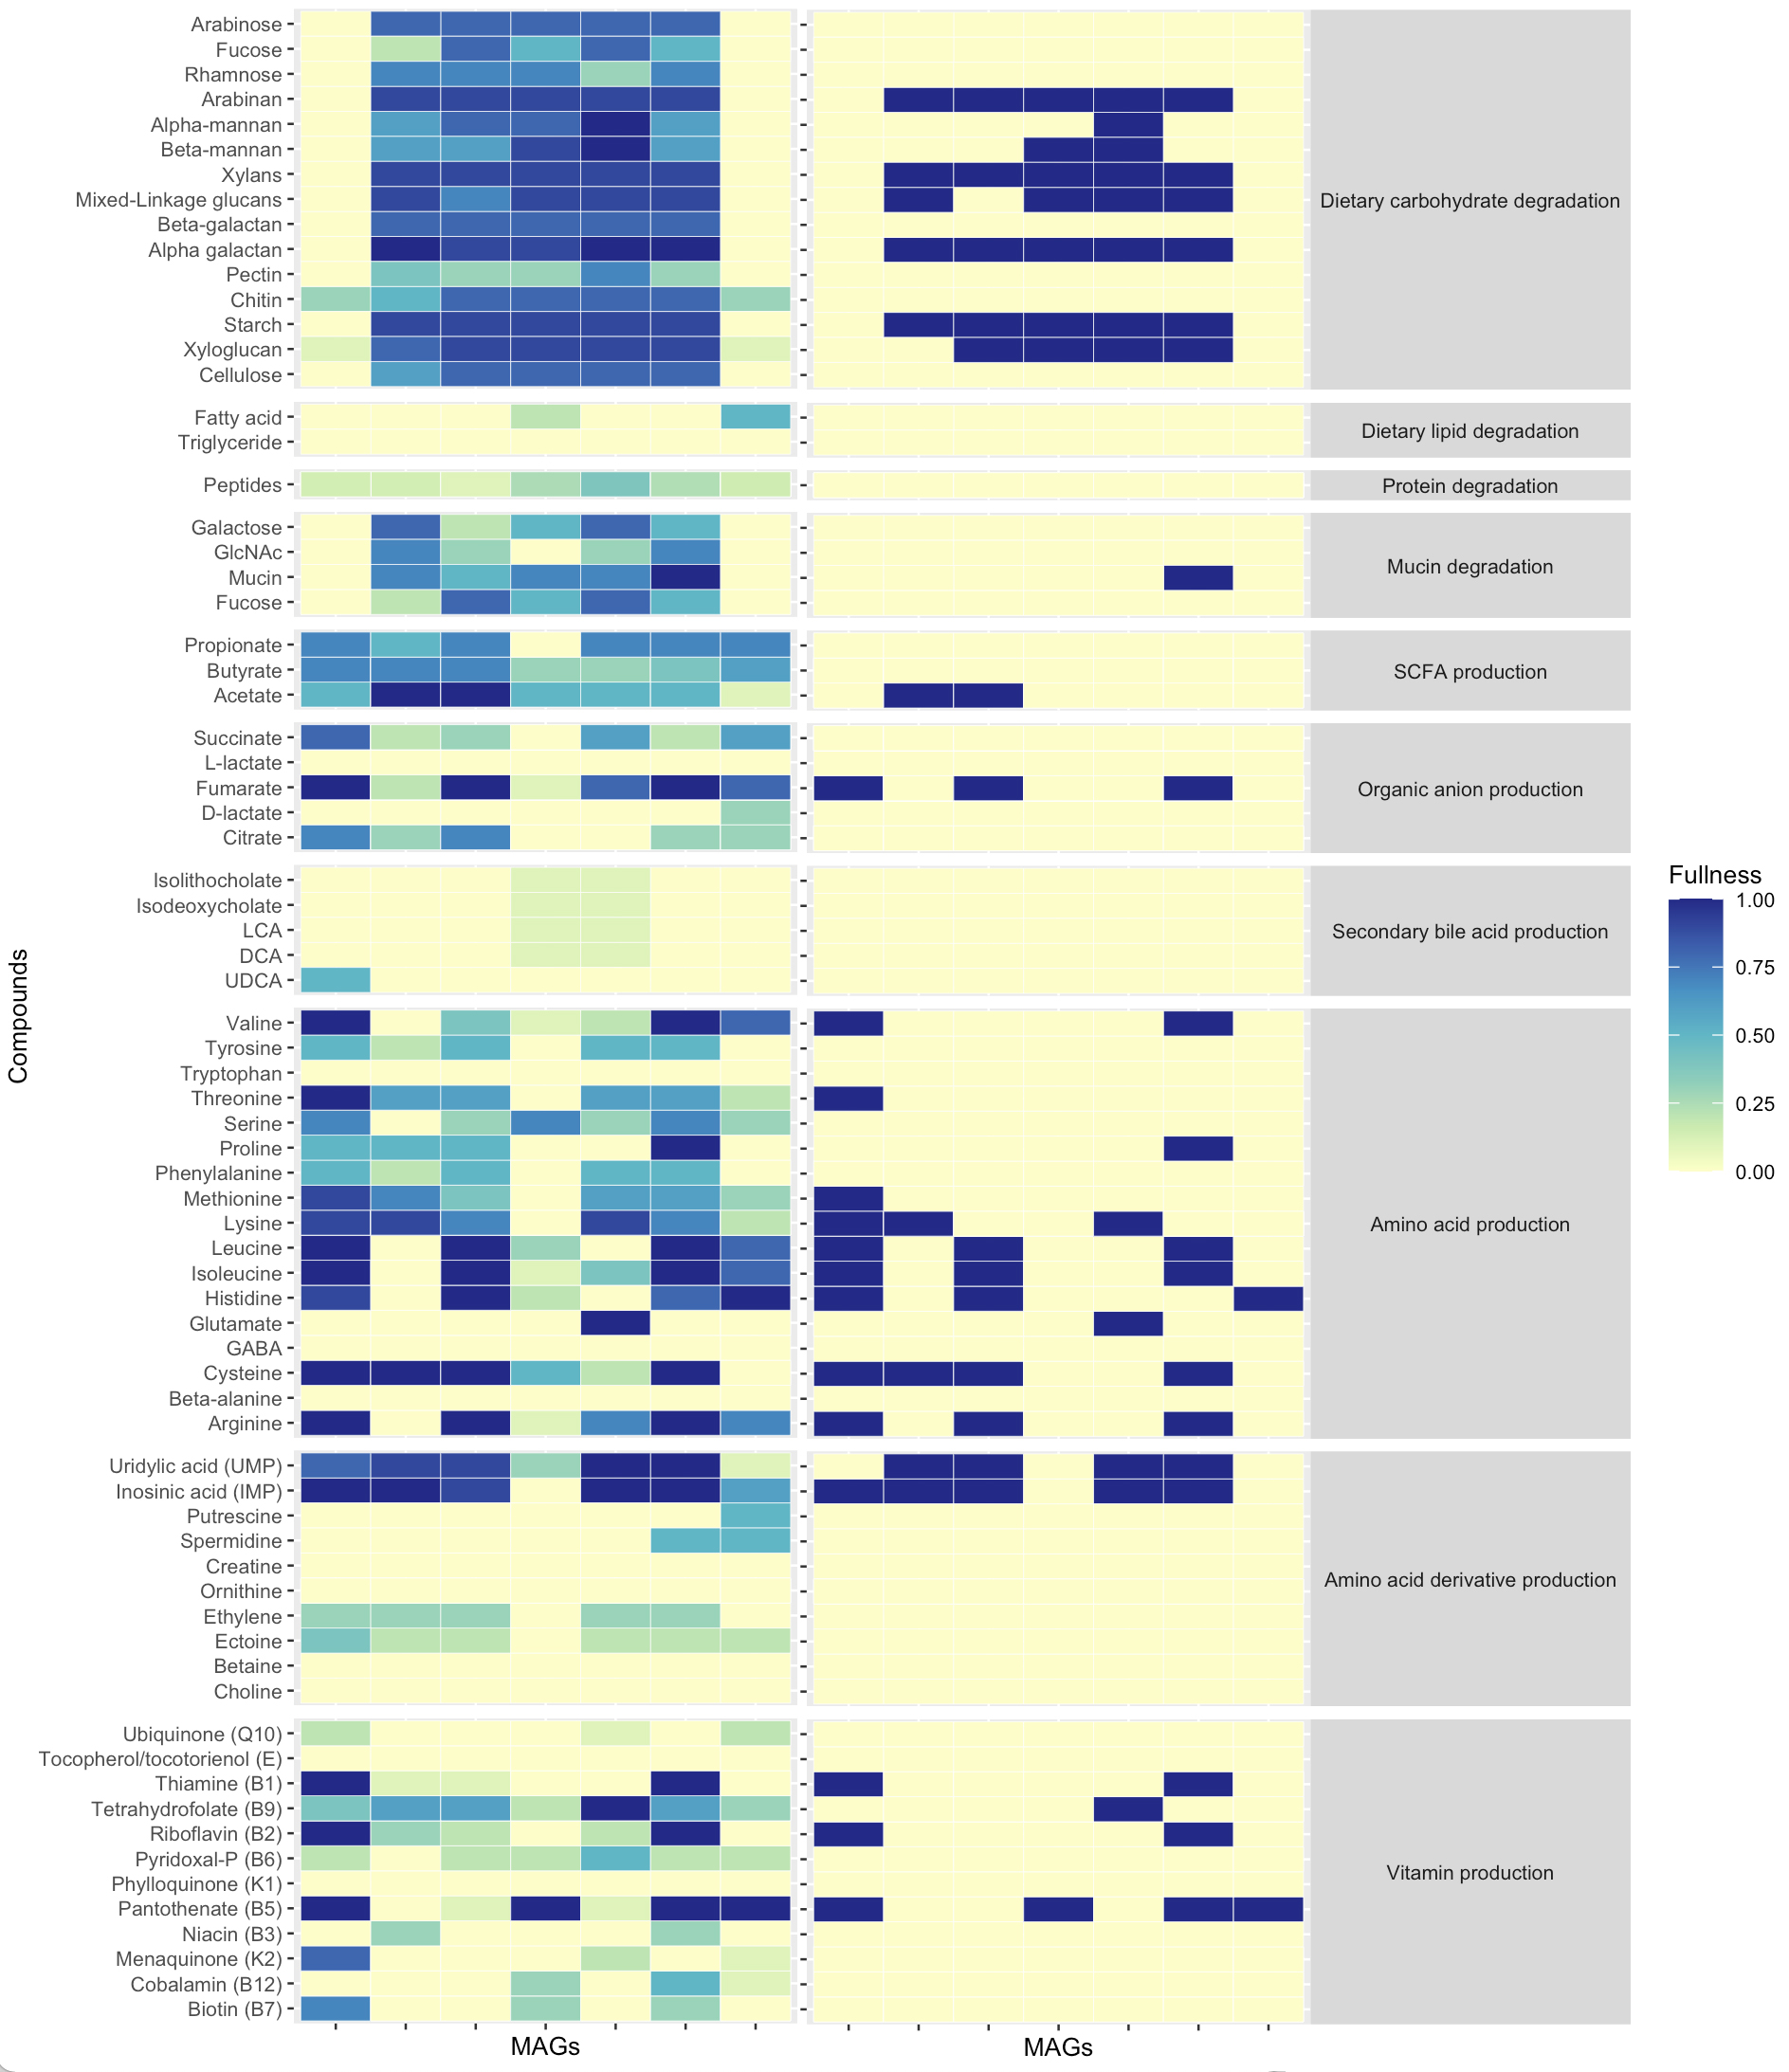 Arabinose
Fucose
Rhamnose
Arabinan
Alpha-mannan
Beta-mannan
Xylans
Mixed-Linkage glucans
Beta-galactan
Alpha galactan
Pectin
Chitin
Starch
Xyloglucan
Cellulose
Dietary carbohydrate degradation
Fatty acid
Triglyceride
Dietary lipid degradation
Peptides
Protein degradation
Galactose
GlcNAc
Mucin
Fucose
Mucin degradation
Propionate
Butyrate
Acetate
SCFA production
Succinate
L-lactate
Fumarate
D-lactate
Citrate
Organic anion production
Isolithocholate
Isodeoxycholate
LCA
DCA
UDCA
Secondary bile acid production
Valine
Tyrosine
Tryptophan
Threonine
Serine
Proline
Phenylalanine
Methionine
Lysine
Leucine
Isoleucine
Histidine
Glutamate
GABA
Cysteine
Beta-alanine
Arginine
Amino acid production
Uridylic acid (UMP)
Inosinic acid (IMP)
Putrescine
Spermidine
Creatine
Ornithine
Ethylene
Ectoine
Betaine
Choline
Amino acid derivative production
Ubiquinone (Q10)
Tocopherol/tocotorienol (E)
Thiamine (B1)
Tetrahydrofolate (B9)
Riboflavin (B2)
Pyridoxal-P (B6)
Phylloquinone (K1)
Pantothenate (B5)
Niacin (B3)
Menaquinone (K2)
Cobalamin (B12)
Biotin (B7)
Vitamin production
Compounds
MAGs
MAGs
Fullness
1.00
0.75
0.50
0.25
0.00